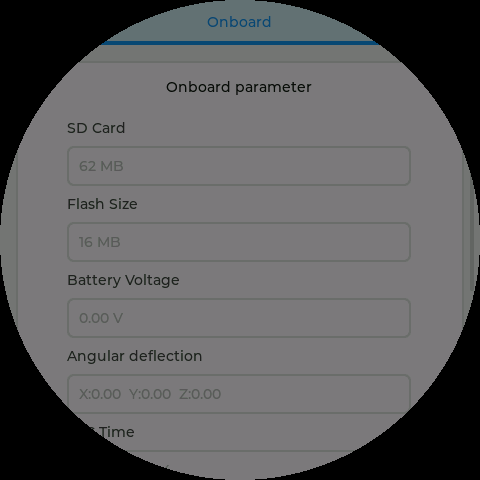 Onboard
Onboard parameter
SD Card
62 MB
Flash Size
16 MB
Battery Voltage
0.00 V
Angular deflection
X:0.00 Y:0.00 Z:0.00
Time